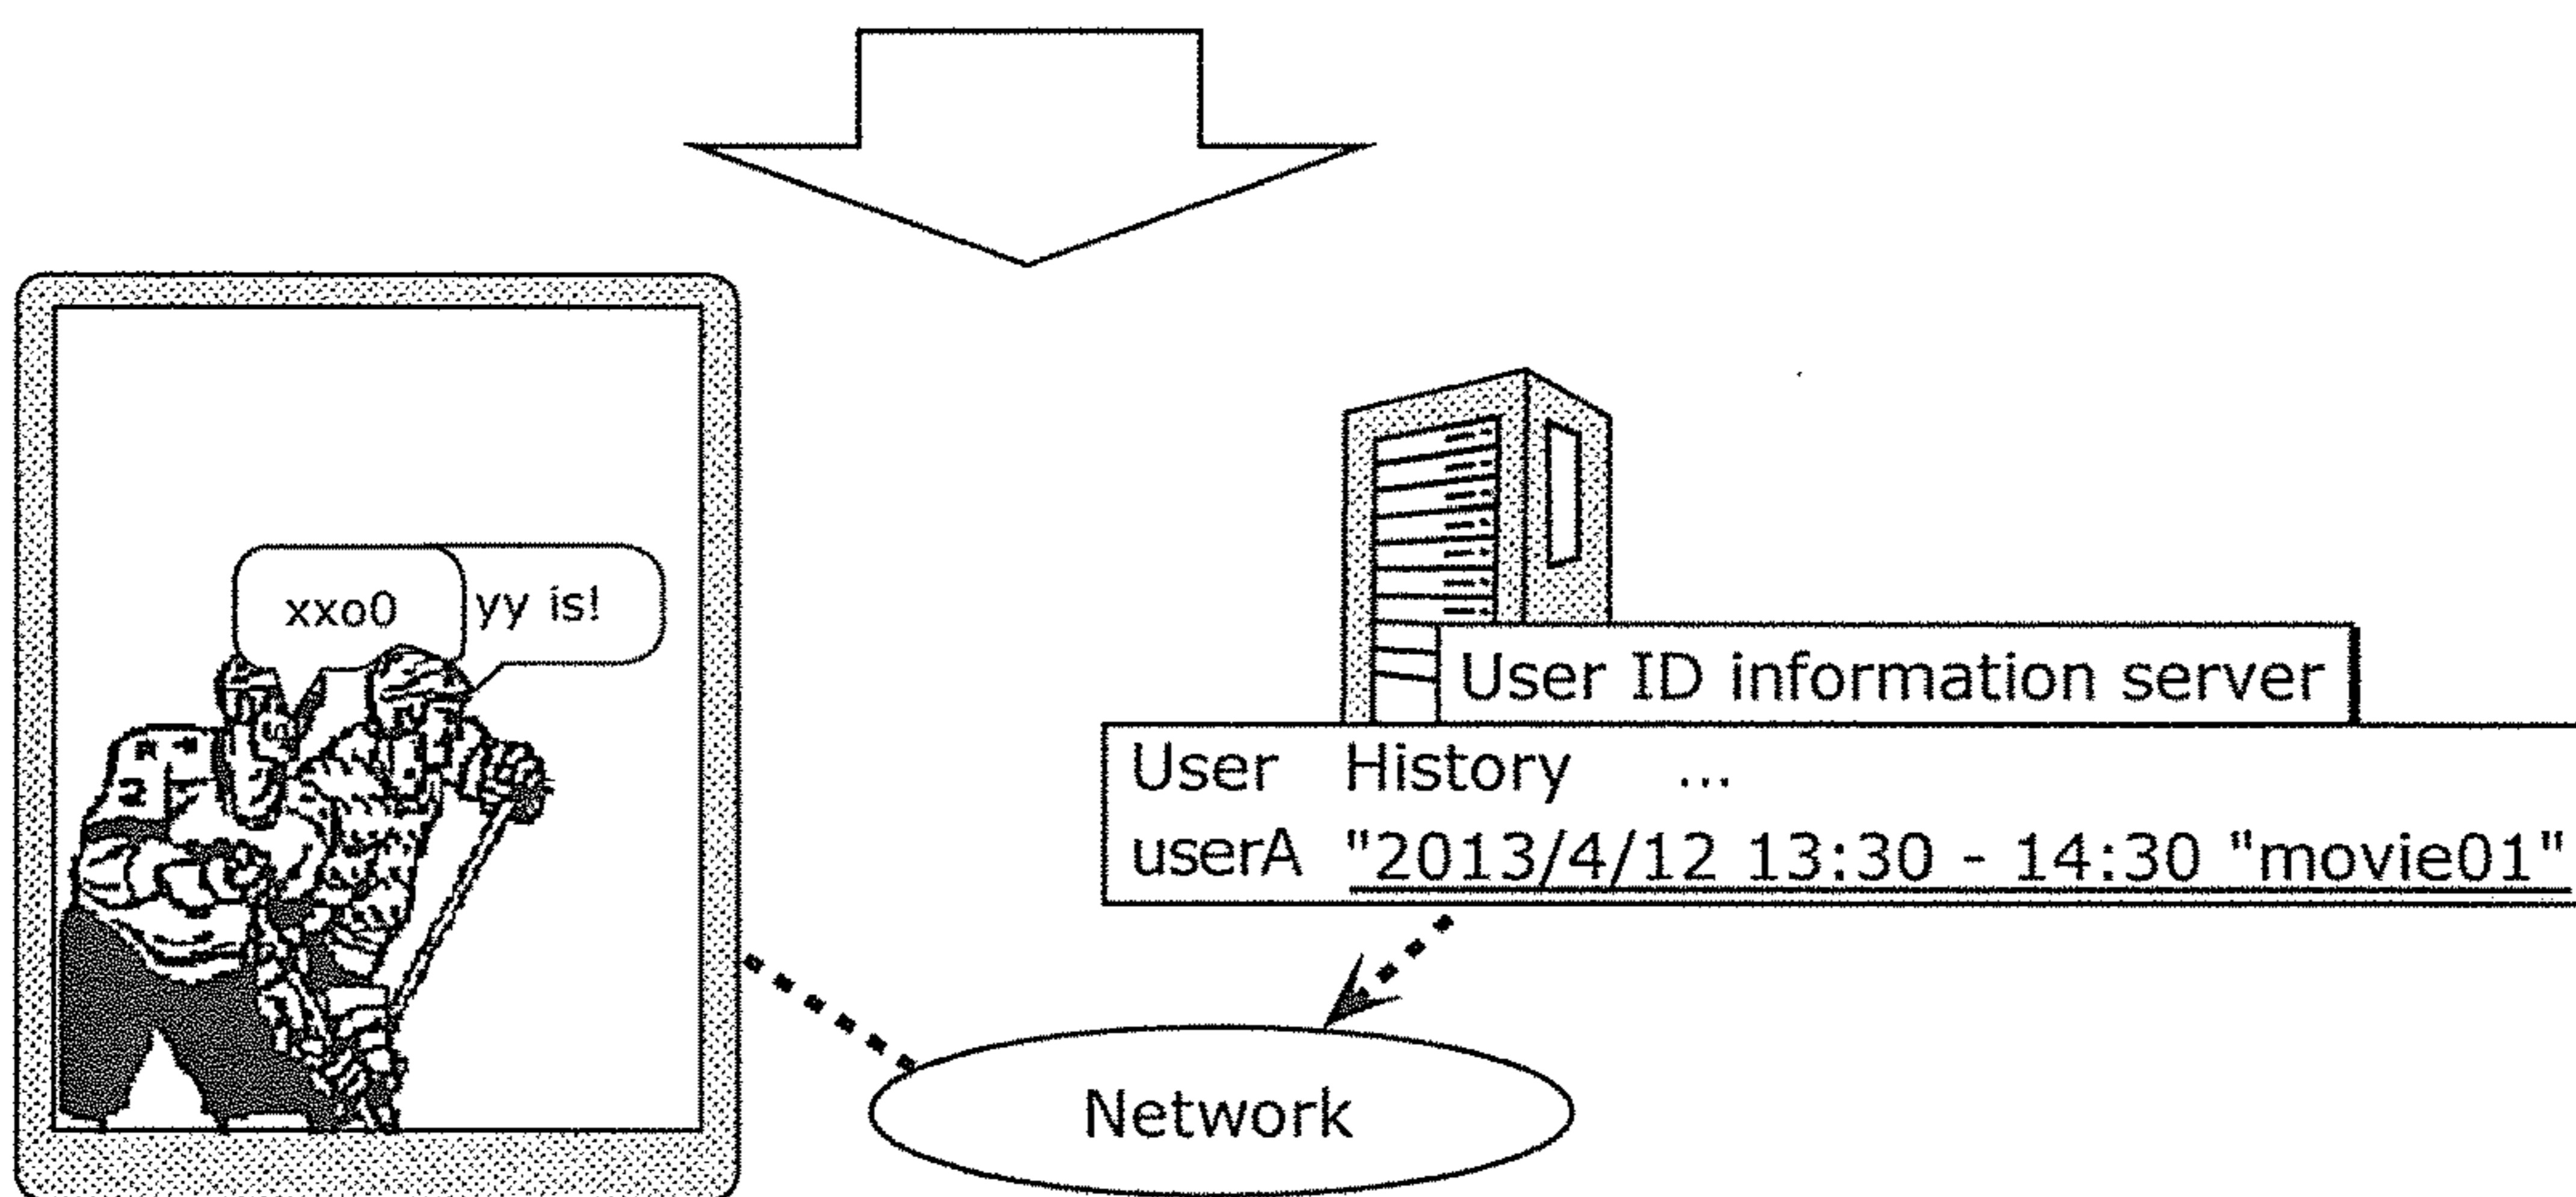 xxo0
yy is!
User ID information server
User History ...
userA "2013/4/12 13:30 - 14:30 "movie01"
Network